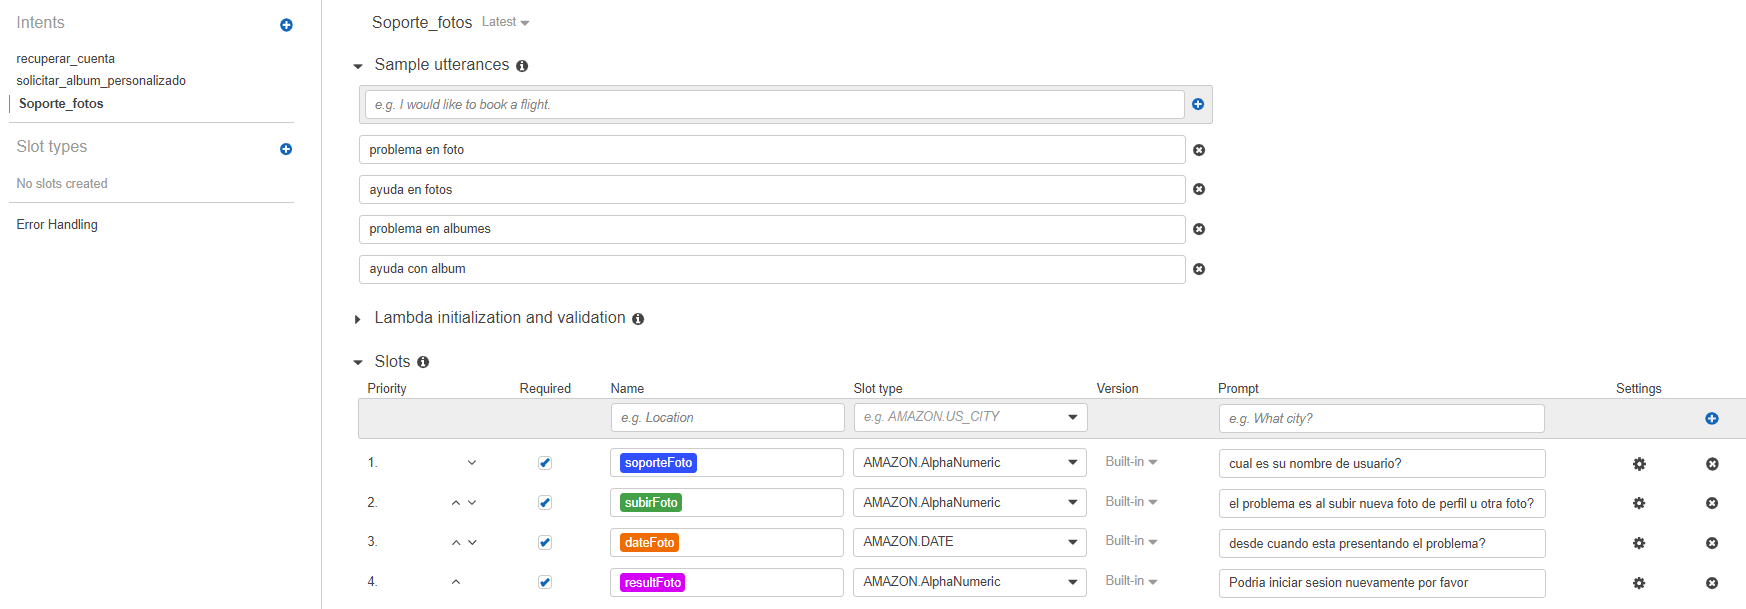 Intents
recuperar_cuenta
solicitar_album_personalizado
Soporte_fotos
Slot types
No slots created
Error Handling
Soporte_fotos Latest
Sample utterances
e.g. I would like to book a flight.
problema en foto
ayuda en fotos
problema en albumes
ayuda con album
Lambda initialization and validation
Slots
Priority Required Name Slot type Version Prompt Settings
e.g. Location e.g. AMAZON.US_CITY e.g. What city?
1. soporteFoto AMAZON.AlphaNumeric Built-in cual es su nombre de usuario?
2. subirFoto AMAZON.AlphaNumeric Built-in el problema es al subir nueva foto de perfil u otra foto?
3. dateFoto AMAZON.DATE Built-in desde cuando esta presentando el problema?
4. resultFoto AMAZON.AlphaNumeric Built-in Podria iniciar sesion nuevamente por favor